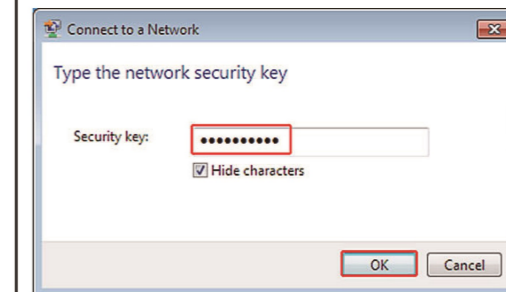 Connect to a Network
Type the network security key
Security key: ●●●●●●●●●●
Hide characters
OK Cancel